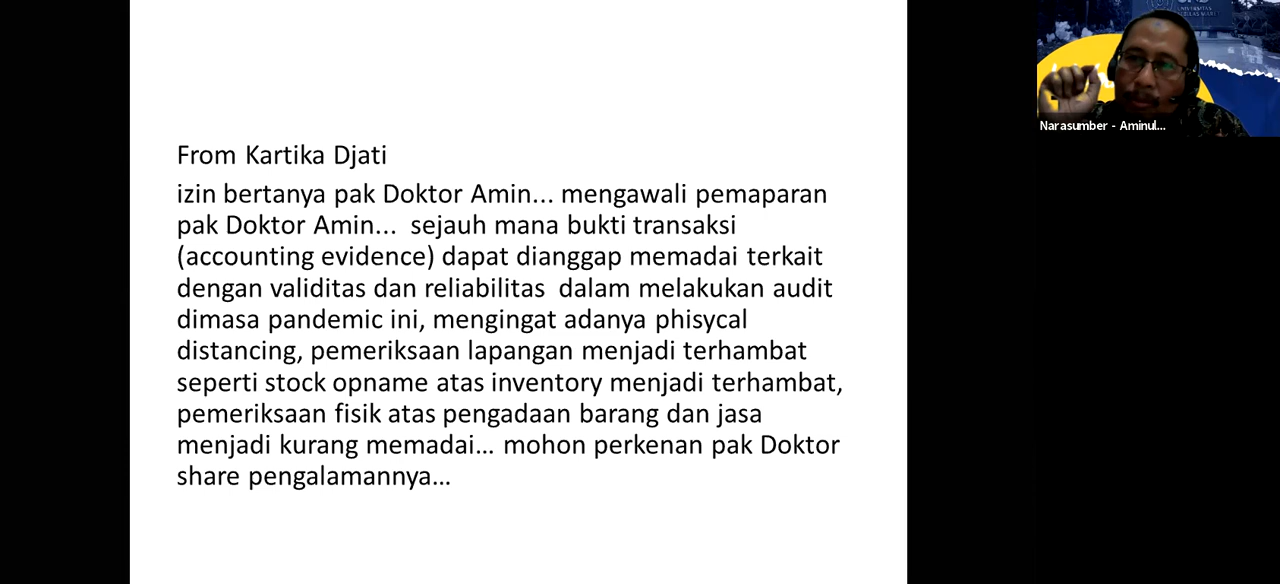 From Kartika Djati
izin bertanya pak Doktor Amin... mengawali pemaparan
pak Doktor Amin... sejauh mana bukti transaksi
(accounting evidence) dapat dianggap memadai terkait
dengan validitas dan reliabilitas dalam melakukan audit
dimasa pandemic ini, mengingat adanya phisycal
distancing, pemeriksaan lapangan menjadi terhambat
seperti stock opname atas inventory menjadi terhambat,
pemeriksaan fisik atas pengadaan barang dan jasa
menjadi kurang memadai... mohon perkenan pak Doktor
share pengalamannya...
UNIVERSITAS
Narasumber - Aminul...